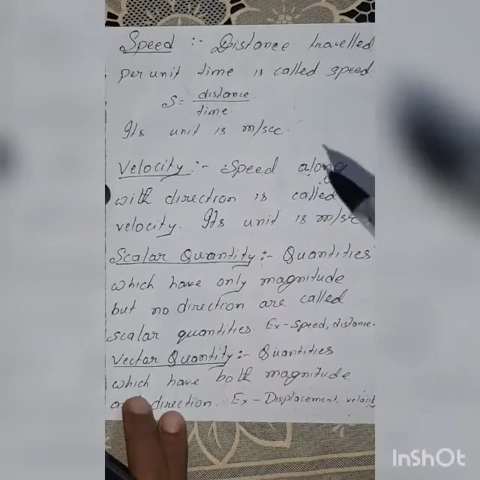 Speed :- Distance travelled
per unit time is called speed
S = distance
time
Its unit is m/sec.
Velocity :- Speed along
with direction is called
velocity. Its unit is m/sec
Scalar Quantity :- Quantities
which have only magnitude
but no direction are called
scalar quantities. Ex - Speed, distance.
Vector Quantity :- Quantities
which have both magnitude
direction. Ex - Displacement, velocity
InShOt